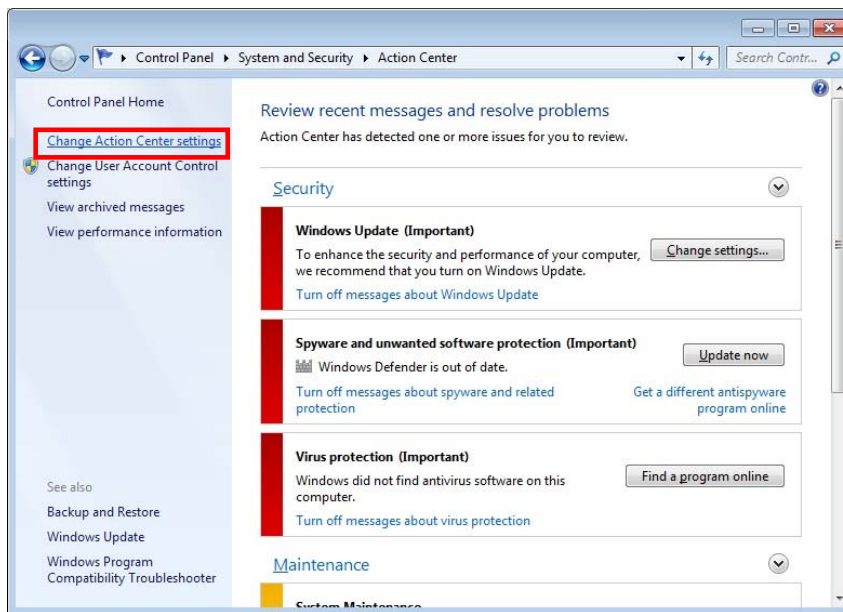 Control Panel ▸ System and Security ▸ Action Center
Search Contr...
Control Panel Home
Change Action Center settings
Change User Account Control
settings
View archived messages
View performance information
See also
Backup and Restore
Windows Update
Windows Program
Compatibility Troubleshooter
Review recent messages and resolve problems
Action Center has detected one or more issues for you to review.
Security
Windows Update (Important)
To enhance the security and performance of your computer,
we recommend that you turn on Windows Update.
Change settings...
Turn off messages about Windows Update
Spyware and unwanted software protection (Important)
Windows Defender is out of date.
Update now
Turn off messages about spyware and related
protection
Get a different antispyware
program online
Virus protection (Important)
Windows did not find antivirus software on this
computer.
Find a program online
Turn off messages about virus protection
Maintenance
System Maintenance